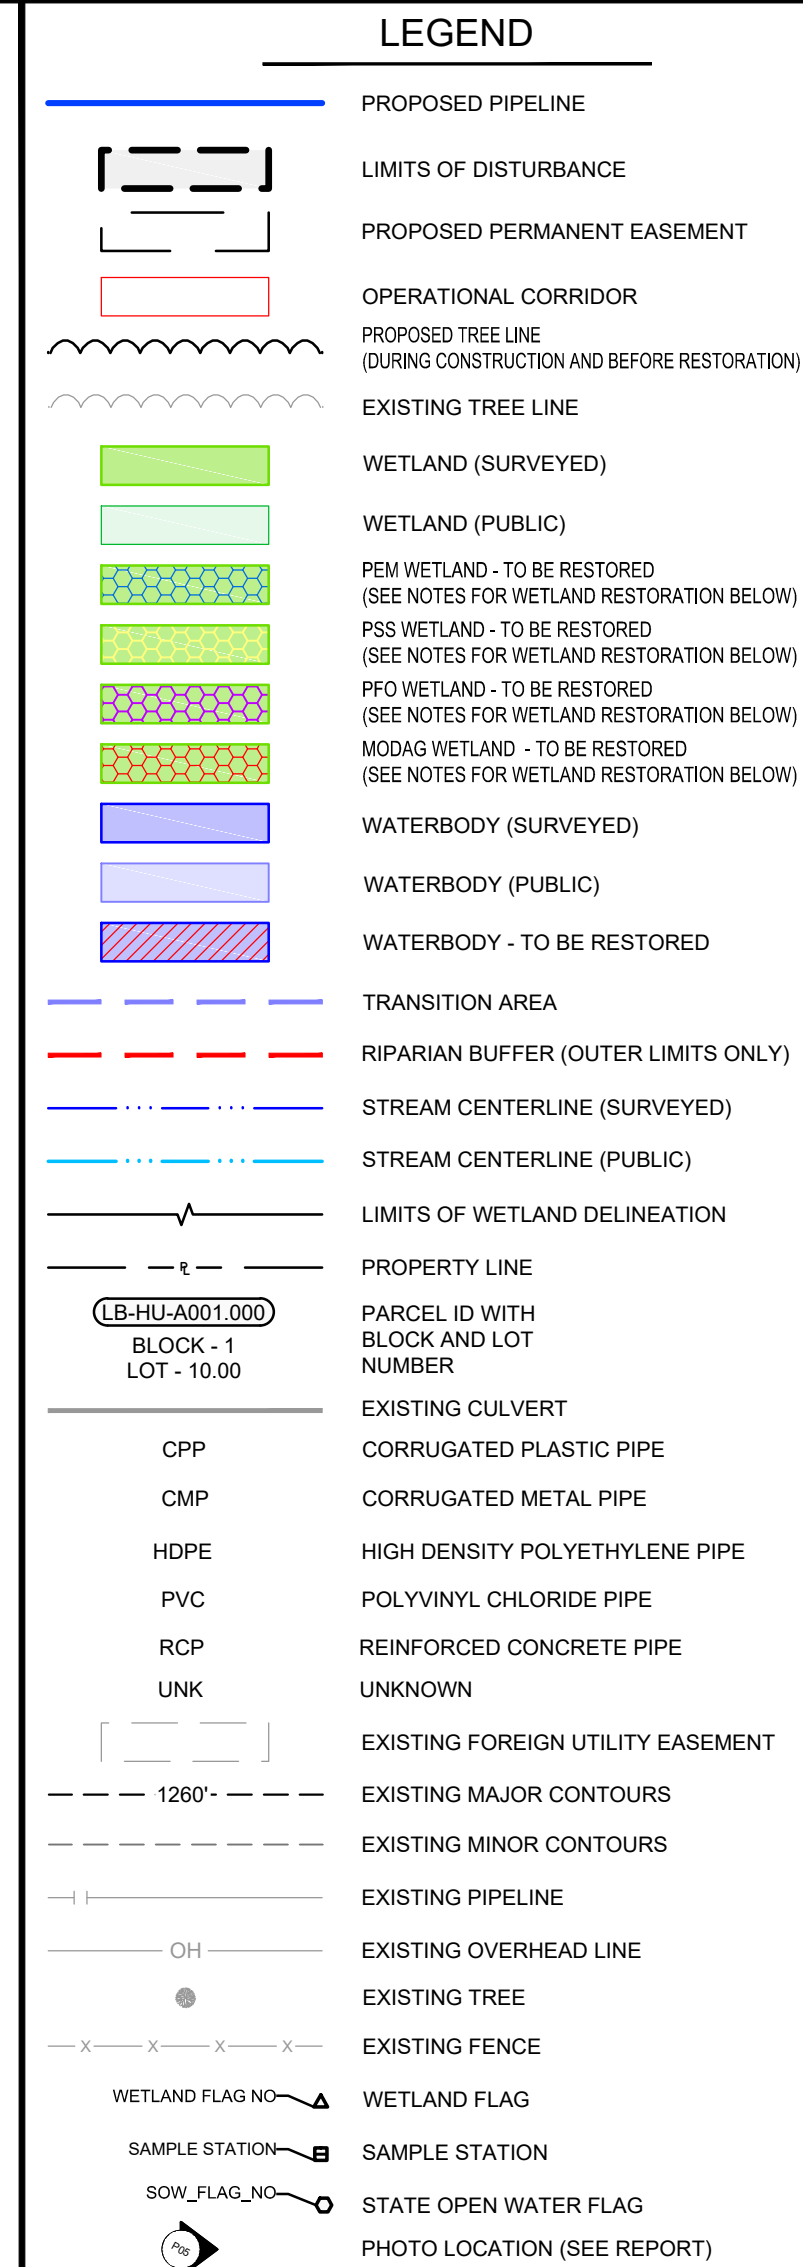 LEGEND
PROPOSED PIPELINE
LIMITS OF DISTURBANCE
PROPOSED PERMANENT EASEMENT
OPERATIONAL CORRIDOR
PROPOSED TREE LINE
(DURING CONSTRUCTION AND BEFORE RESTORATION)
EXISTING TREE LINE
WETLAND (SURVEYED)
WETLAND (PUBLIC)
PEM WETLAND - TO BE RESTORED
(SEE NOTES FOR WETLAND RESTORATION BELOW)
PSS WETLAND - TO BE RESTORED
(SEE NOTES FOR WETLAND RESTORATION BELOW)
PFO WETLAND - TO BE RESTORED
(SEE NOTES FOR WETLAND RESTORATION BELOW)
MODAG WETLAND - TO BE RESTORED
(SEE NOTES FOR WETLAND RESTORATION BELOW)
WATERBODY (SURVEYED)
WATERBODY (PUBLIC)
WATERBODY - TO BE RESTORED
TRANSITION AREA
RIPARIAN BUFFER (OUTER LIMITS ONLY)
STREAM CENTERLINE (SURVEYED)
STREAM CENTERLINE (PUBLIC)
LIMITS OF WETLAND DELINEATION
℄ PROPERTY LINE
LB-HU-A001.000
BLOCK - 1
LOT - 10.00
PARCEL ID WITH
BLOCK AND LOT
NUMBER
EXISTING CULVERT
CPP CORRUGATED PLASTIC PIPE
CMP CORRUGATED METAL PIPE
HDPE HIGH DENSITY POLYETHYLENE PIPE
PVC POLYVINYL CHLORIDE PIPE
RCP REINFORCED CONCRETE PIPE
UNK UNKNOWN
EXISTING FOREIGN UTILITY EASEMENT
1260' EXISTING MAJOR CONTOURS
EXISTING MINOR CONTOURS
EXISTING PIPELINE
OH EXISTING OVERHEAD LINE
EXISTING TREE
X X X X EXISTING FENCE
WETLAND FLAG NO WETLAND FLAG
SAMPLE STATION SAMPLE STATION
SOW_FLAG_NO STATE OPEN WATER FLAG
P05 PHOTO LOCATION (SEE REPORT)